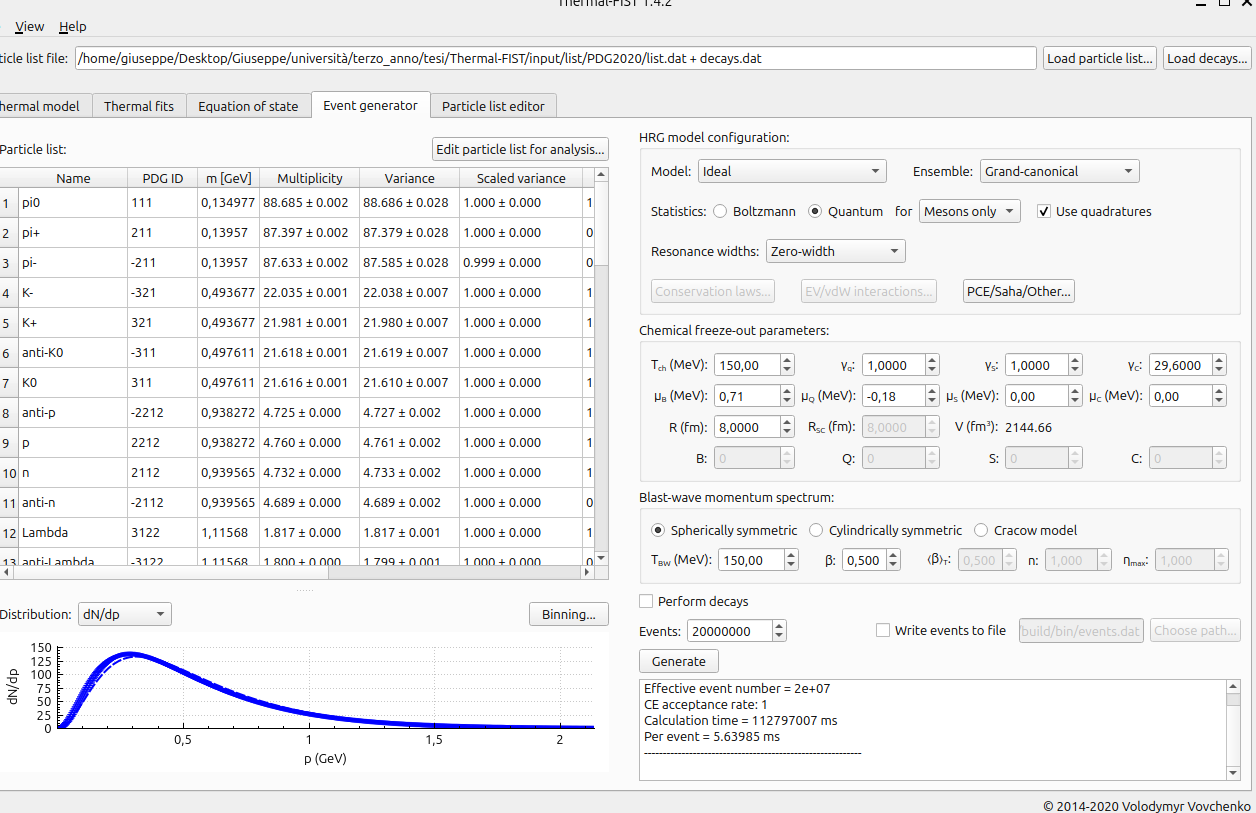 Thermal-FIST 1.4.2
View Help
ticle list file: /home/giuseppe/Desktop/Giuseppe/università/terzo_anno/tesi/Thermal-FIST/input/list/PDG2020/list.dat + decays.dat Load particle list... Load decays...
hermal model Thermal fits Equation of state Event generator Particle list editor
Particle list: Edit particle list for analysis...
Name PDG ID m [GeV] Multiplicity Variance Scaled variance
1 pi0 111 0,134977 88.685 ± 0.002 88.686 ± 0.028 1.000 ± 0.000 1
2 pi+ 211 0,13957 87.397 ± 0.002 87.379 ± 0.028 1.000 ± 0.000 0
3 pi- -211 0,13957 87.633 ± 0.002 87.585 ± 0.028 0.999 ± 0.000 0
4 K- -321 0,493677 22.035 ± 0.001 22.038 ± 0.007 1.000 ± 0.000 1
5 K+ 321 0,493677 21.981 ± 0.001 21.980 ± 0.007 1.000 ± 0.000 1
6 anti-K0 -311 0,497611 21.618 ± 0.001 21.619 ± 0.007 1.000 ± 0.000 1
7 K0 311 0,497611 21.616 ± 0.001 21.610 ± 0.007 1.000 ± 0.000 1
8 anti-p -2212 0,938272 4.725 ± 0.000 4.727 ± 0.002 1.000 ± 0.000 1
9 p 2212 0,938272 4.760 ± 0.000 4.761 ± 0.002 1.000 ± 0.000 1
10 n 2112 0,939565 4.732 ± 0.000 4.733 ± 0.002 1.000 ± 0.000 1
11 anti-n -2112 0,939565 4.689 ± 0.000 4.689 ± 0.002 1.000 ± 0.000 0
12 Lambda 3122 1,11568 1.817 ± 0.000 1.817 ± 0.001 1.000 ± 0.000 1
13 anti-Lambda -3122 1,11568 1.800 ± 0.000 1.799 ± 0.001 1.000 ± 0.000 0
Distribution: dN/dp Binning...
dN/dp
150
125
100
75
50
25
0
0,5 1 1,5 2
p (GeV)
HRG model configuration:
Model: Ideal Ensemble: Grand-canonical
Statistics: Boltzmann Quantum for Mesons only Use quadratures
Resonance widths: Zero-width
Conservation laws... EV/vdW interactions... PCE/Saha/Other...
Chemical freeze-out parameters:
Tch (MeV): 150,00 γq: 1,0000 γS: 1,0000 γC: 29,6000
μB (MeV): 0,71 μQ (MeV): -0,18 μS (MeV): 0,00 μC (MeV): 0,00
R (fm): 8,0000 RSC (fm): 8,0000 V (fm³): 2144.66
B: 0 Q: 0 S: 0 C: 0
Blast-wave momentum spectrum:
Spherically symmetric Cylindrically symmetric Cracow model
TBW (MeV): 150,00 β: 0,500 ⟨β⟩T: 0,500 n: 1,000 ηmax: 1,000
Perform decays
Events: 20000000 Write events to file build/bin/events.dat Choose path...
Generate
Effective event number = 2e+07
CE acceptance rate: 1
Calculation time = 112797007 ms
Per event = 5.63985 ms
----------------------------------------------------------
© 2014-2020 Volodymyr Vovchenko